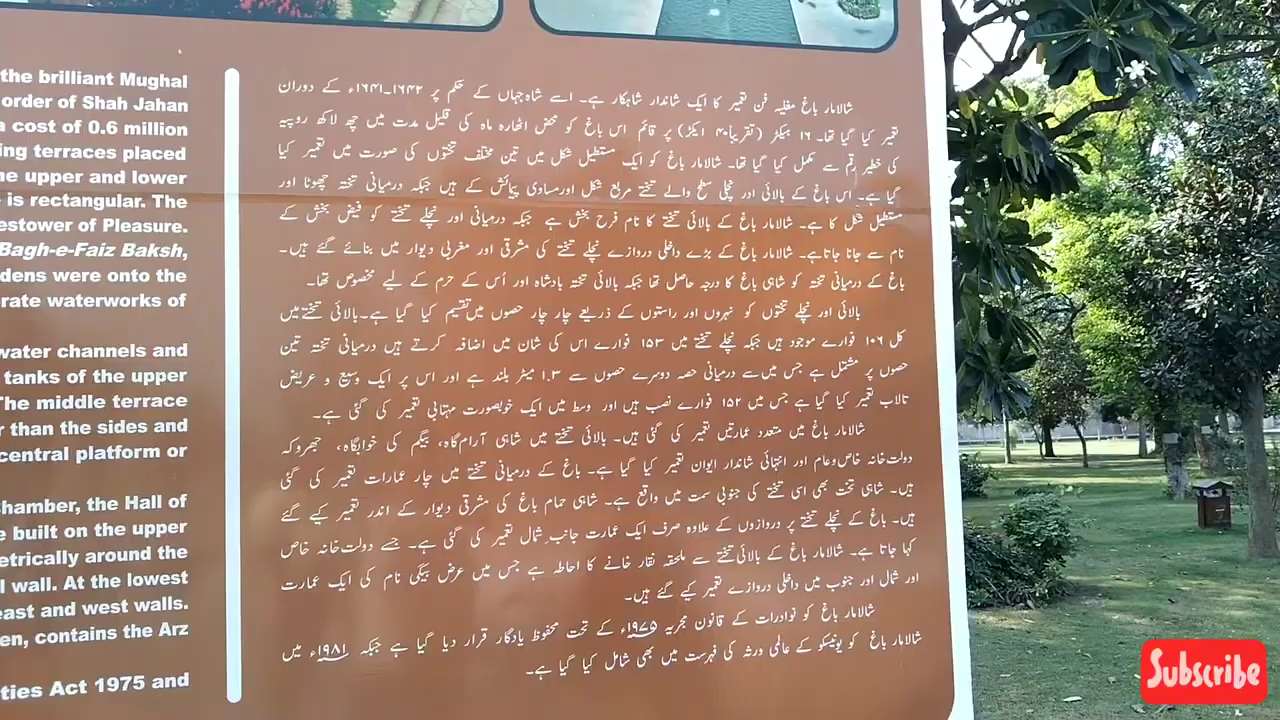 the brilliant Mughal
order of Shah Jahan
a cost of 0.6 million
ing terraces placed
he upper and lower
is rectangular. The
estower of Pleasure.
Bagh-e-Faiz Baksh,
dens were onto the
rate waterworks of
water channels and
tanks of the upper
The middle terrace
r than the sides and
central platform or
hamber, the Hall of
e built on the upper
etrically around the
l wall. At the lowest
east and west walls.
en, contains the Arz
ties Act 1975 and
شالامار باغ مغلیہ فن تعمیر کا ایک شاندار شاہکار ہے۔ اسے شاہ جہاں کے حکم پر ۱۶۴۲۔۱۶۴۱ء کے دوران
تعمیر کیا گیا تھا۔ ۱۶ ہیکٹر (تقریباً ۴۰ ایکڑ) پر قائم اس باغ کو محض اٹھارہ ماہ کی قلیل مدت میں چھ لاکھ روپیہ
کی خطیر رقم سے مکمل کیا گیا تھا۔ شالامار باغ کو ایک مستطیل شکل میں تین مختلف تختوں کی صورت میں تعمیر کیا
گیا ہے۔ اس باغ کے بالائی اور نچلی سطح والے تختے مربع شکل اور مساوی پیمائش کے ہیں جبکہ درمیانی تختہ چھوٹا اور
مستطیل شکل کا ہے۔ شالامار باغ کے بالائی تختے کا نام فرح بخش ہے جبکہ درمیانی اور نچلے تختے کو فیض بخش کے
نام سے جانا جاتا ہے۔ شالامار باغ کے بڑے داخلی دروازے نچلے تختے کی مشرقی اور مغربی دیوار میں بنائے گئے ہیں۔
باغ کے درمیانی تختہ کو شاہی باغ کا درجہ حاصل تھا جبکہ بالائی تختہ بادشاہ اور اُس کے حرم کے لیے مخصوص تھا۔
بالائی اور نچلے تختوں کو نہروں اور راستوں کے ذریعے چار چار حصوں میں تقسیم کیا گیا ہے۔ بالائی تختے میں
کل ۱۰۶ فوارے موجود ہیں جبکہ نچلے تختے میں ۱۵۳ فوارے اس کی شان میں اضافہ کرتے ہیں درمیانی تختہ تین
حصوں پر مشتمل ہے جس میں سے درمیانی حصہ دوسرے حصوں سے ۱.۳ میٹر بلند ہے اور اس پر ایک وسیع و عریض
تالاب تعمیر کیا گیا ہے جس میں ۱۵۲ فوارے نصب ہیں اور وسط میں ایک خوبصورت مہتابی تعمیر کی گئی ہے۔
شالامار باغ میں متعدد عمارتیں تعمیر کی گئی ہیں۔ بالائی تختے میں شاہی آرام گاہ، بیگم کی خوابگاہ، جھروکہ
دولت خانہ خاص و عام اور انتہائی شاندار ایوان تعمیر کیا گیا ہے۔ باغ کے درمیانی تختے میں چار عمارات تعمیر کی گئی
ہیں۔ شاہی تخت بھی اسی تختے کی جنوبی سمت میں واقع ہے۔ شاہی حمام باغ کی مشرقی دیوار کے اندر تعمیر کیے گئے
ہیں۔ باغ کے نچلے تختے پر دروازوں کے علاوہ صرف ایک عمارت جانب شمال تعمیر کی گئی ہے۔ جسے دولت خانہ خاص
کہا جاتا ہے۔ شالامار باغ کے بالائی تختے سے ملحقہ نقار خانے کا احاطہ ہے جس میں عرض بیگی نام کی ایک عمارت
اور شمال اور جنوب میں داخلی دروازے تعمیر کیے گئے ہیں۔
شالامار باغ کو نوادرات کے قانون مجریہ ۱۹۷۵ء کے تحت محفوظ یادگار قرار دیا گیا ہے جبکہ ۱۹۸۱ء میں
شالامار باغ کو یونیسکو کے عالمی ورثہ کی فہرست میں بھی شامل کیا گیا ہے۔
Subscribe